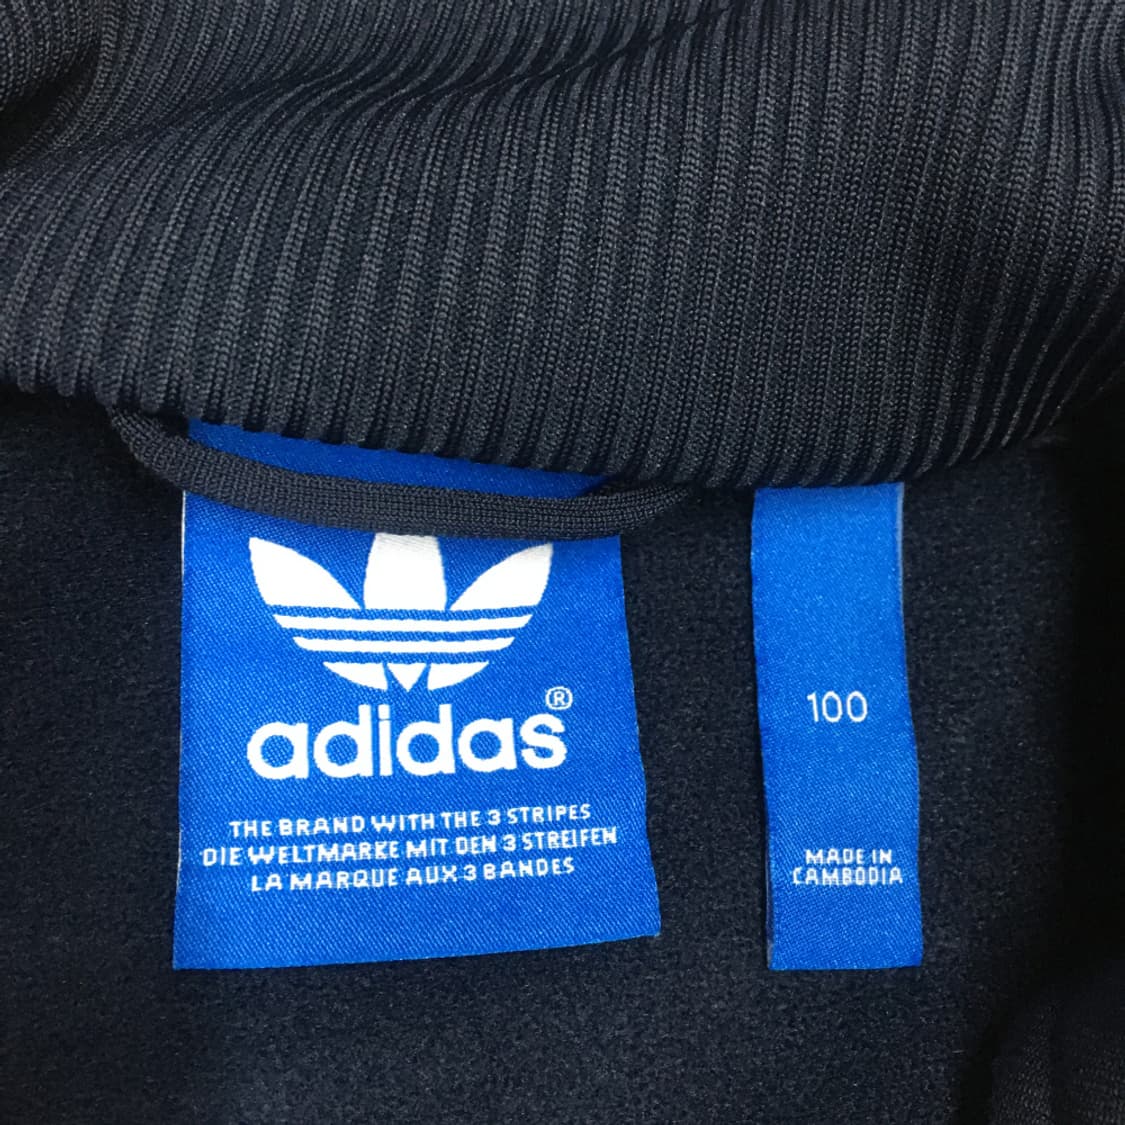 adidas®
THE BRAND WITH THE 3 STRIPES
DIE WELTMARKE MIT DEN 3 STREIFEN
LA MARQUE AUX 3 BANDES
100
MADE IN
CAMBODIA